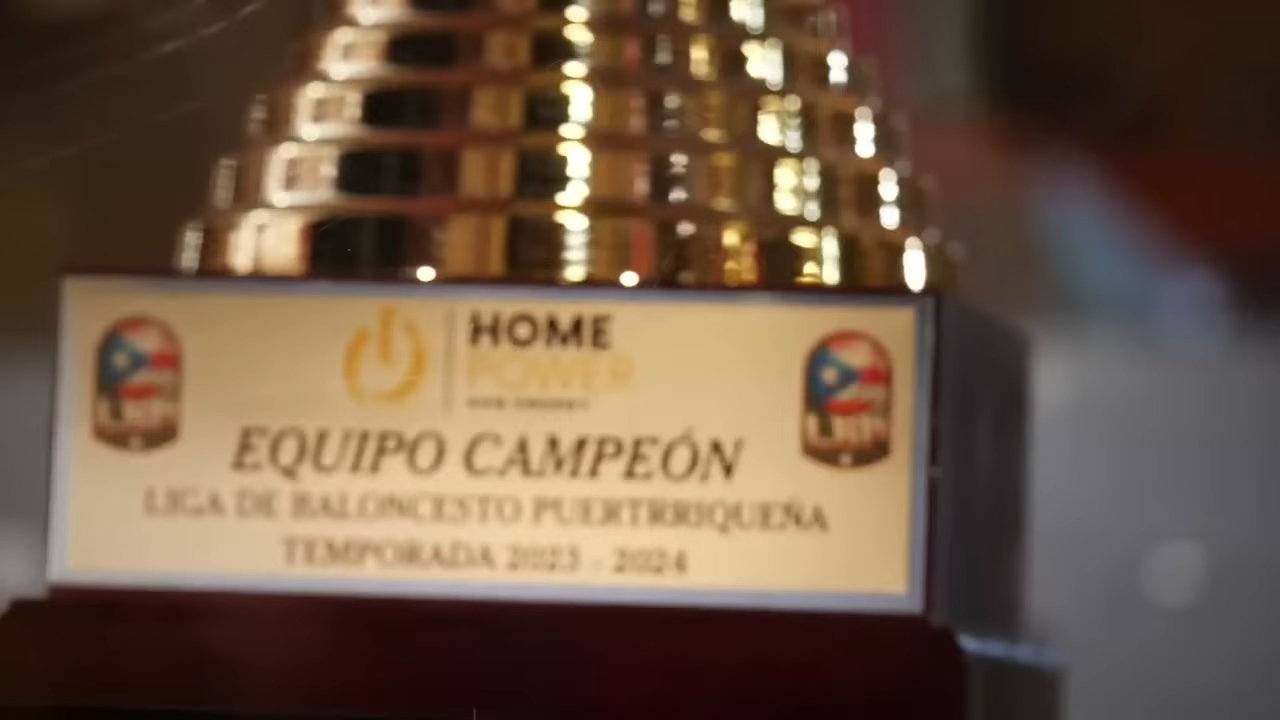 HOME
POWER
EQUIPO CAMPEÓN
LIGA DE BALONCESTO PUERTRRIQUEÑA
TEMPORADA 2023 - 2024